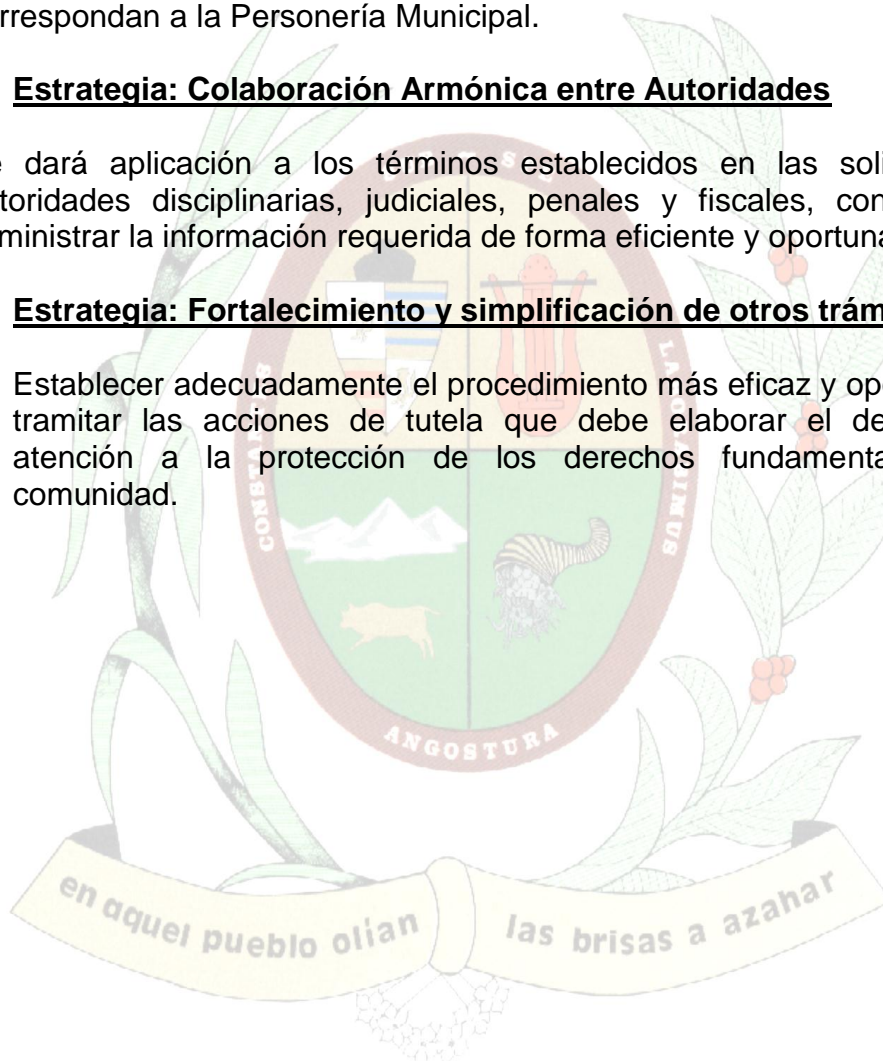 rrespondan a la Personería Municipal.
Estrategia: Colaboración Armónica entre Autoridades
e dará aplicación a los términos establecidos en las soli
toridades disciplinarias, judiciales, penales y fiscales, con
ministrar la información requerida de forma eficiente y oportuna
Estrategia: Fortalecimiento y simplificación de otros trám
Establecer adecuadamente el procedimiento más eficaz y op
tramitar las acciones de tutela que debe elaborar el de
atención a la protección de los derechos fundamenta
comunidad.
ANGOSTURA
en aquel pueblo olían las brisas a azahar